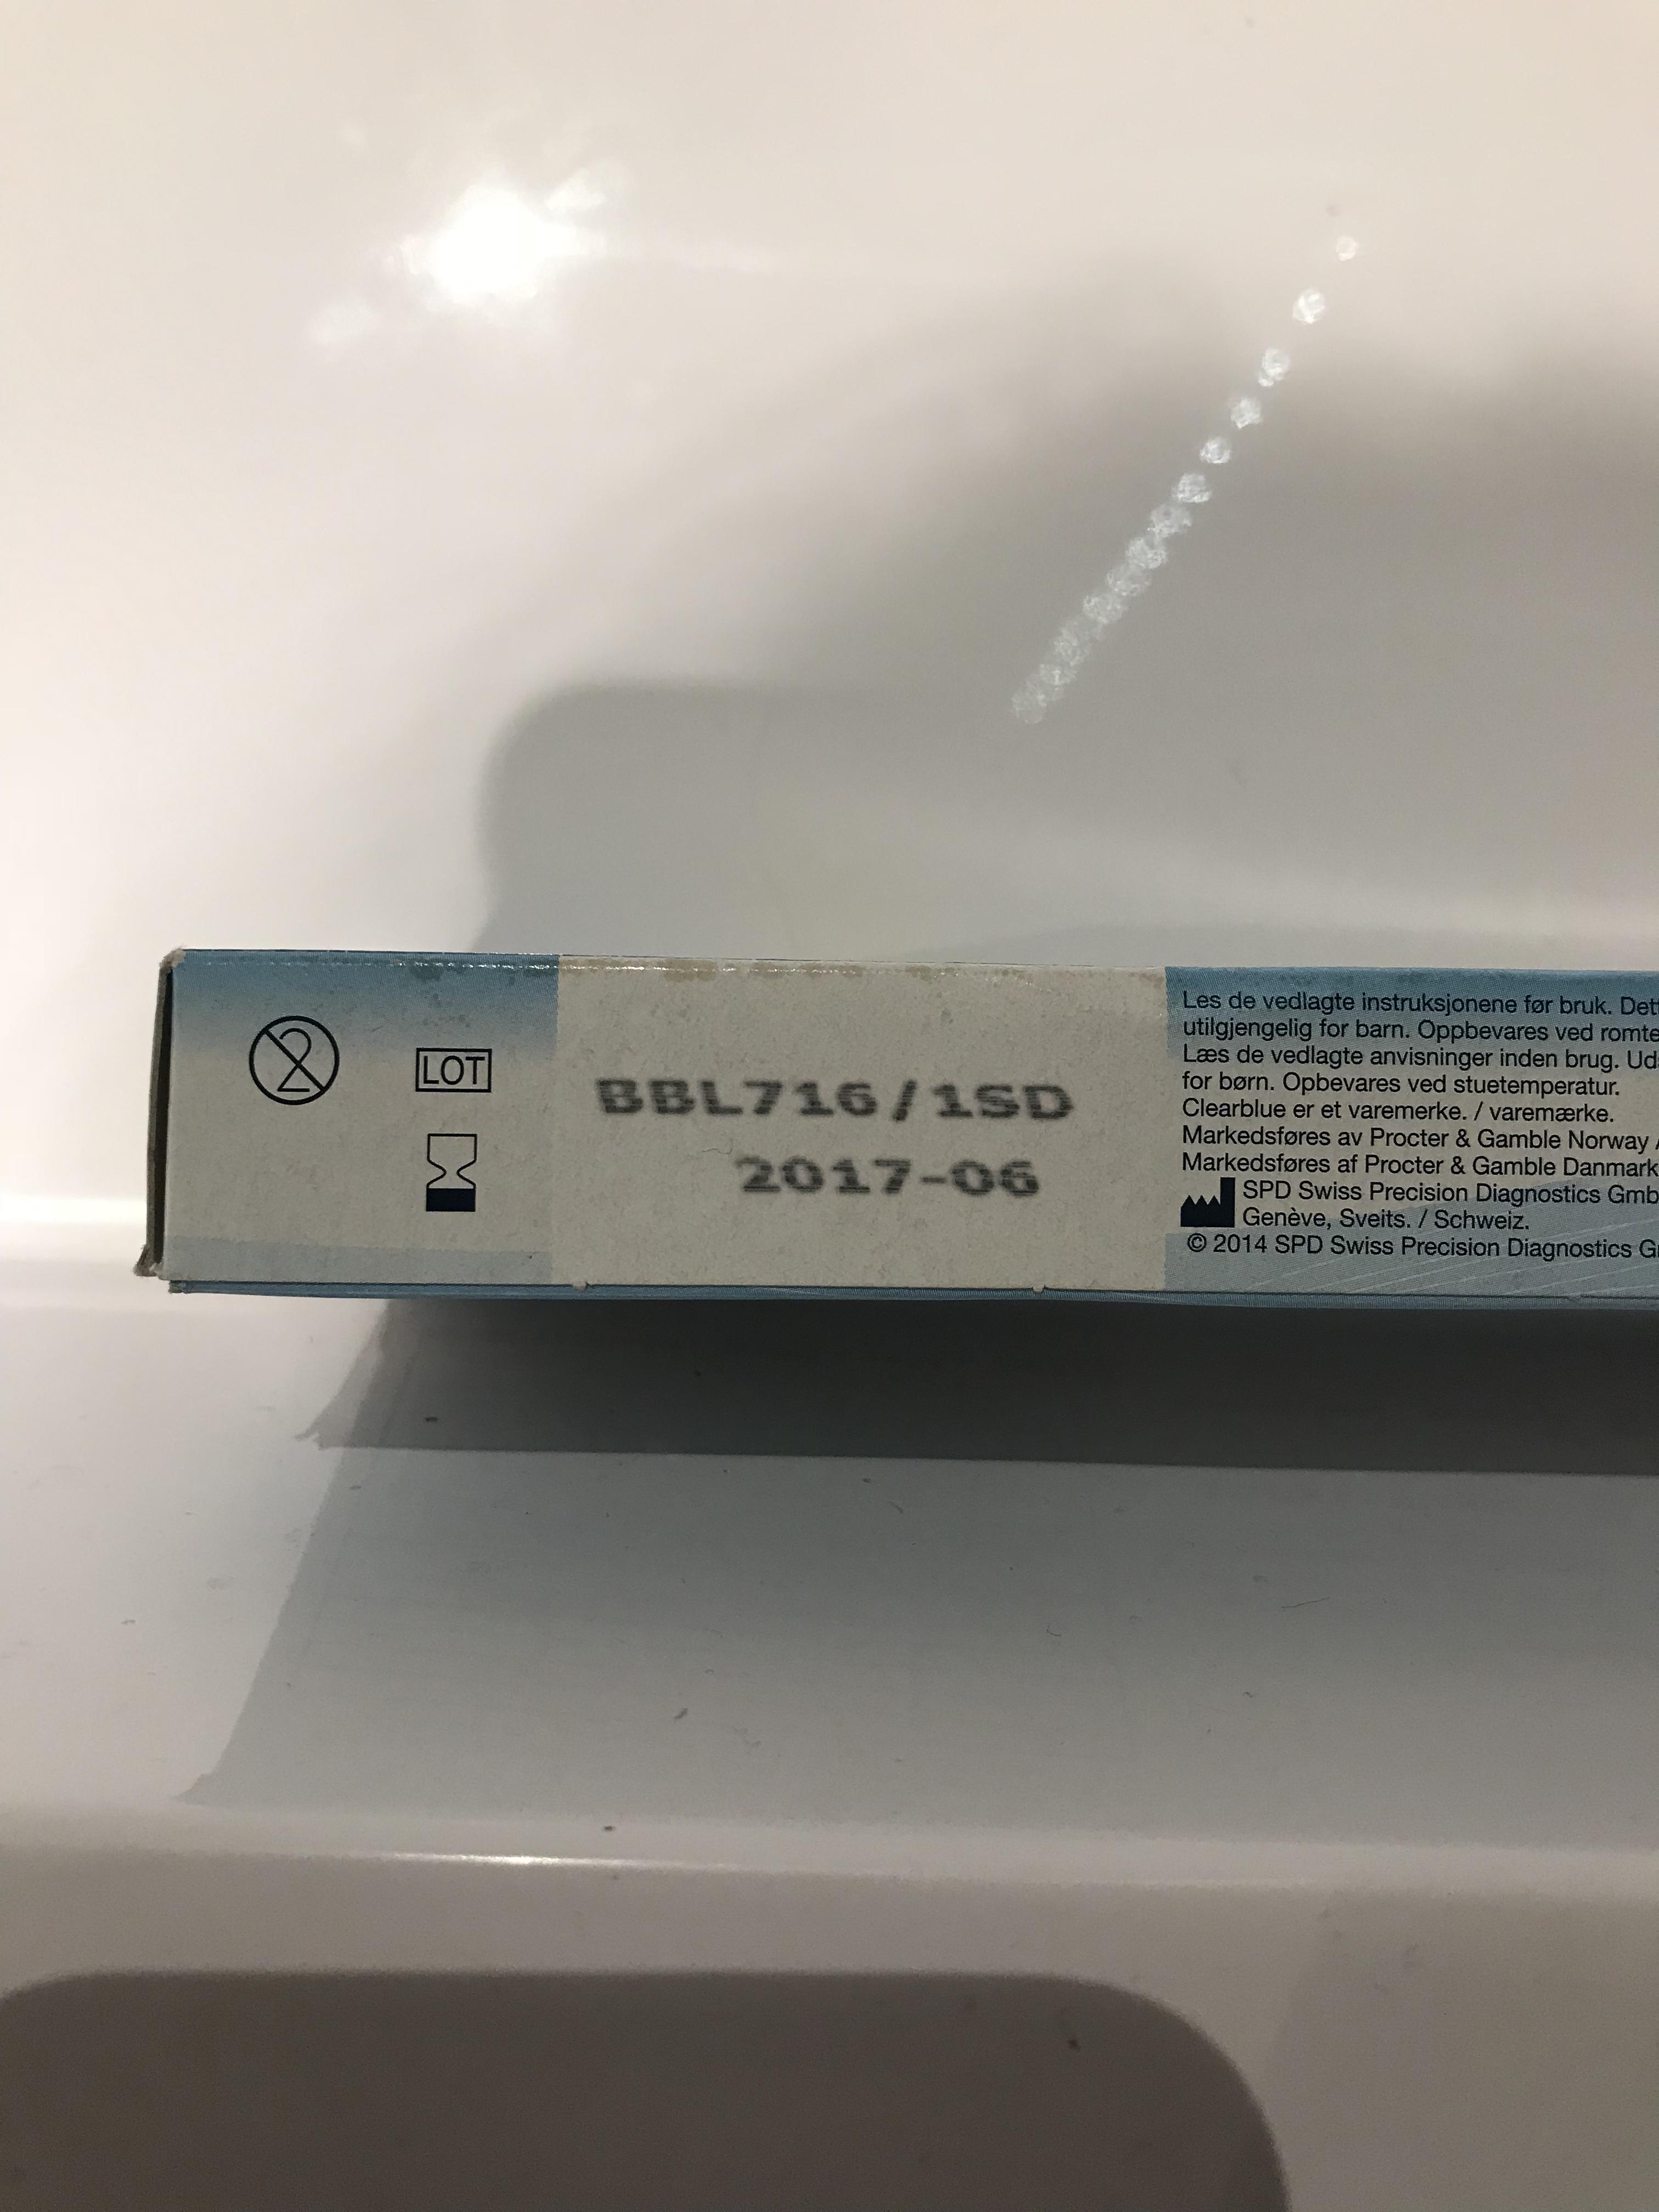 2
LOT
BBL716/1SD
2017-06
Les de vedlagte instruksjonene før bruk.
utilgjengelig for barn. Oppbevares ved
Læs de vedlagte anvisninger inden brug.
for børn. Opbevares ved stuetemperatur.
Clearblue er et varemerke. / varemærke.
Markedsføres av Procter & Gamble Norway
Markedsføres af Procter & Gamble Danmark
SPD Swiss Precision Diagnostics
Genève, Sveits. / Schweiz.
© 2014 SPD Swiss Precision Diagnostics